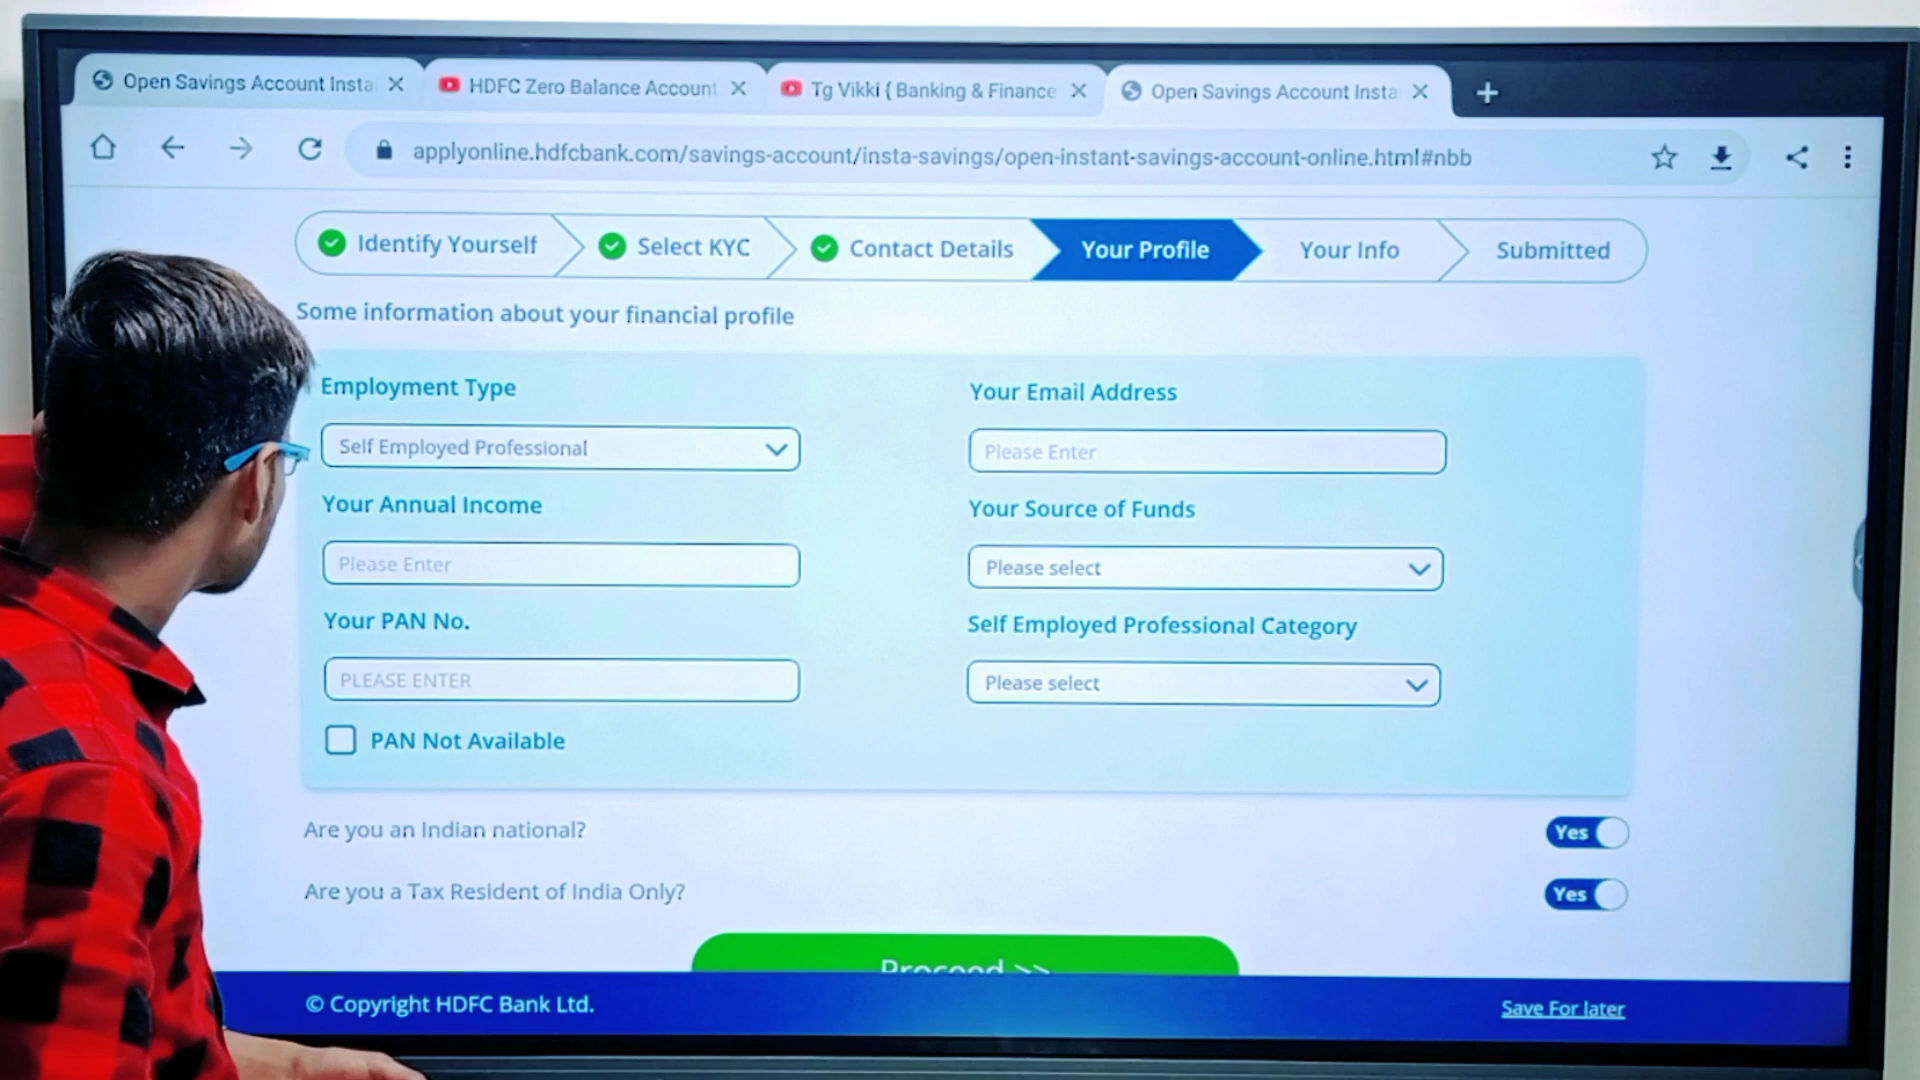 Open Savings Account Insta
HDFC Zero Balance Account
Tg Vikki ( Banking & Finance
Open Savings Account Insta
applyonline.hdfcbank.com/savings-account/insta-savings/open-instant-savings-account-online.html#nbb
Identify Yourself
Select KYC
Contact Details
Your Profile
Your Info
Submitted
Some information about your financial profile
Employment Type
Your Email Address
Self Employed Professional
Please Enter
Your Annual Income
Your Source of Funds
Please Enter
Please select
Your PAN No.
Self Employed Professional Category
PLEASE ENTER
Please select
PAN Not Available
Are you an Indian national?
Yes
Are you a Tax Resident of India Only?
Yes
Proceed >>
© Copyright HDFC Bank Ltd.
Save For later